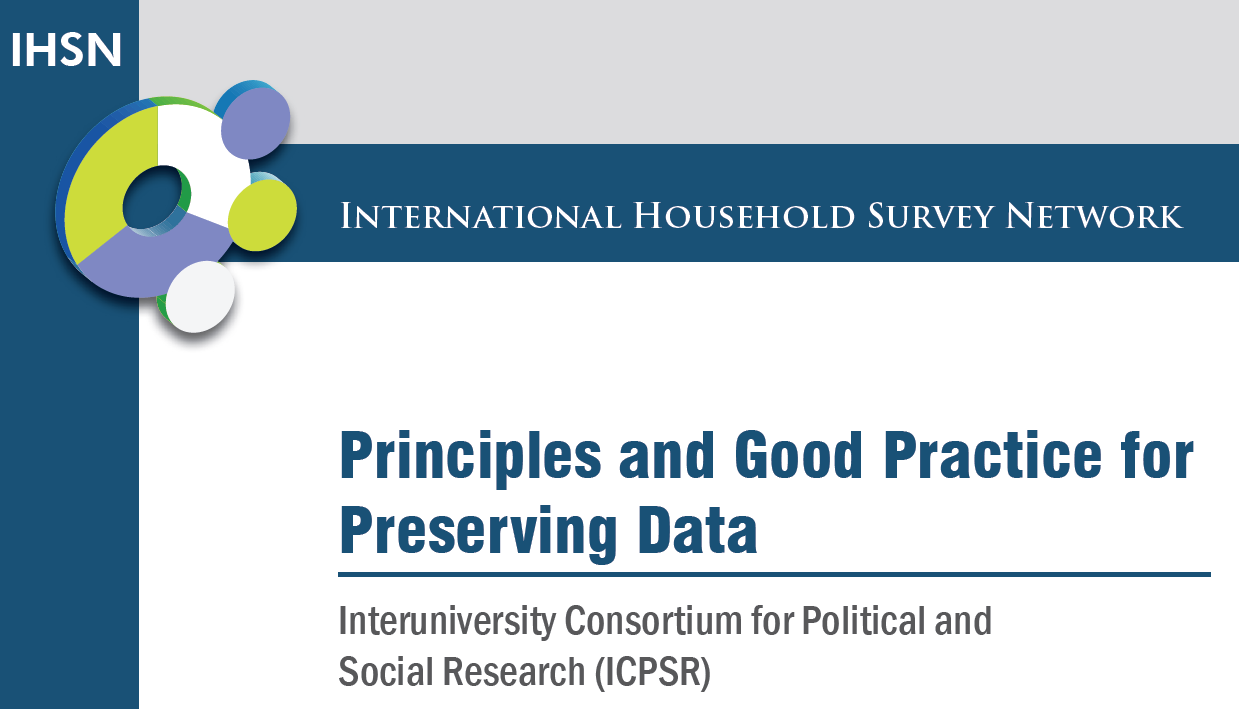 IHSN
International Household Survey Network
Principles and Good Practice for
Preserving Data
Interuniversity Consortium for Political and
Social Research (ICPSR)